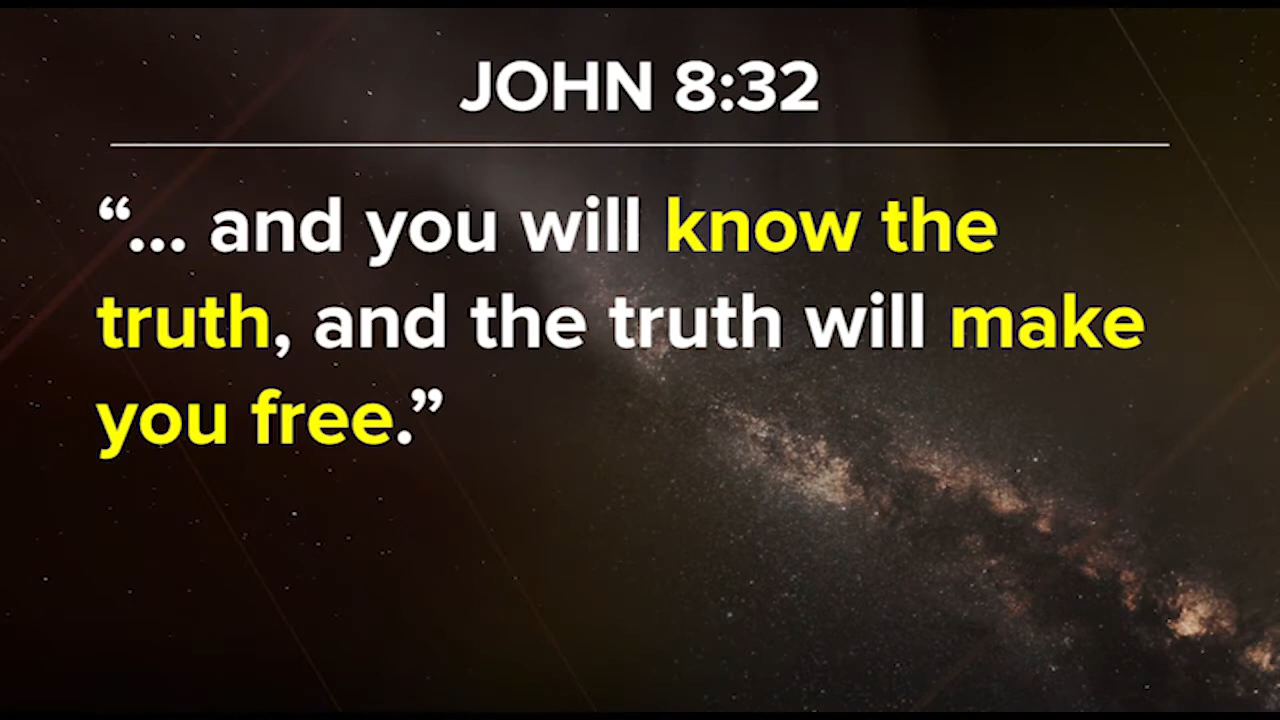 JOHN 8:32
“... and you will know the
truth, and the truth will make
you free.”